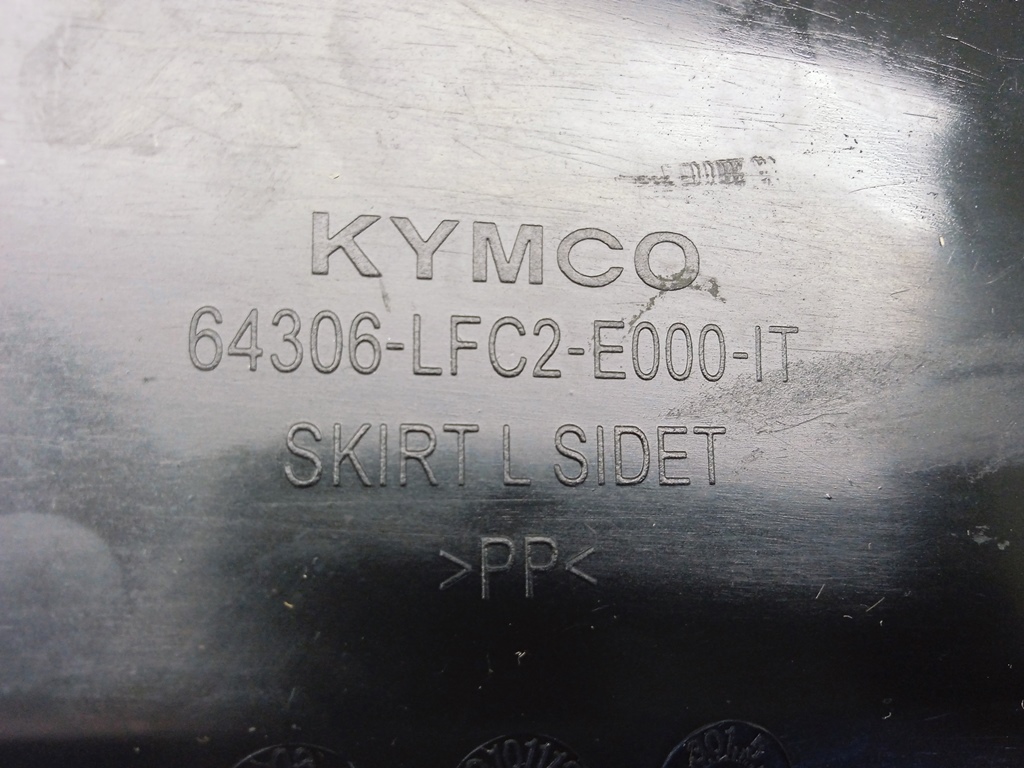 KYMCO
64306-LFC2-E000-IT
SKIRT L SIDET
>PP<